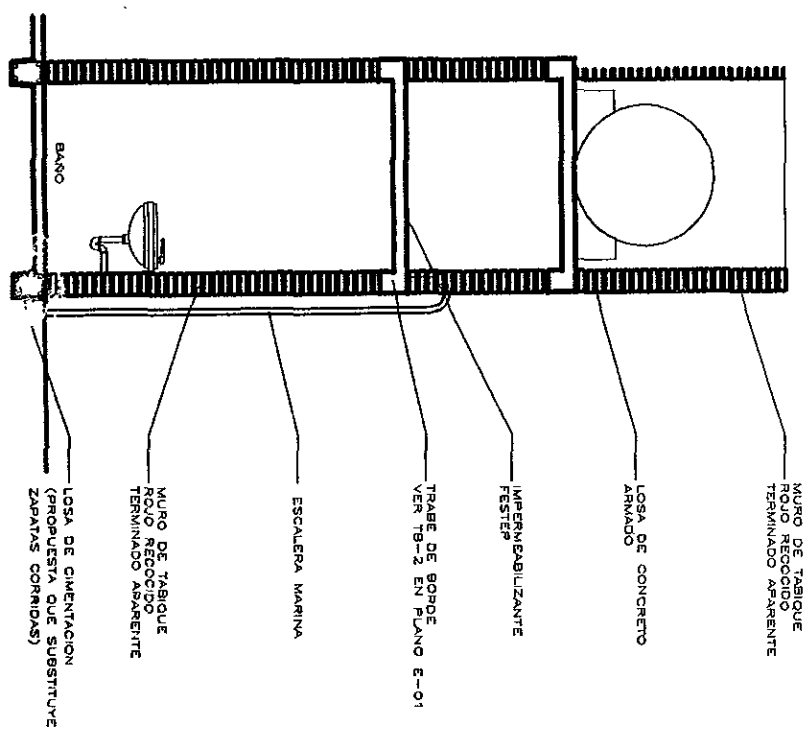 MURO DE TABIQUE
ROJO RECOCIDO
TERMINADO APARENTE
LOSA DE CONCRETO
ARMADO
IMPERMEABILIZANTE
FESTER
TRABE DE BORDE
VER TB-2 EN PLANO E-01
ESCALERA MARINA
MURO DE TABIQUE
ROJO RECOCIDO
TERMINADO APARENTE
LOSA DE CIMENTACION
(PROPUESTA QUE SUBSTITUYE
ZAPATAS CORRIDAS)
BAÑO